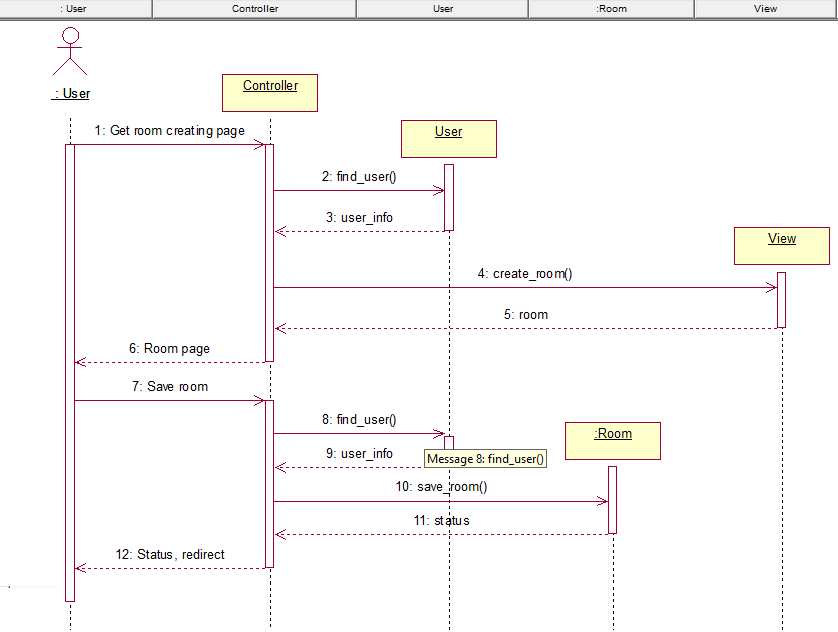 : User
Controller
User
:Room
View
: User
Controller
1: Get room creating page
User
2: find_user()
3: user_info
View
4: create_room()
5: room
6: Room page
7: Save room
8: find_user()
:Room
9: user_info
Message 8: find_user()
10: save_room()
11: status
12: Status, redirect